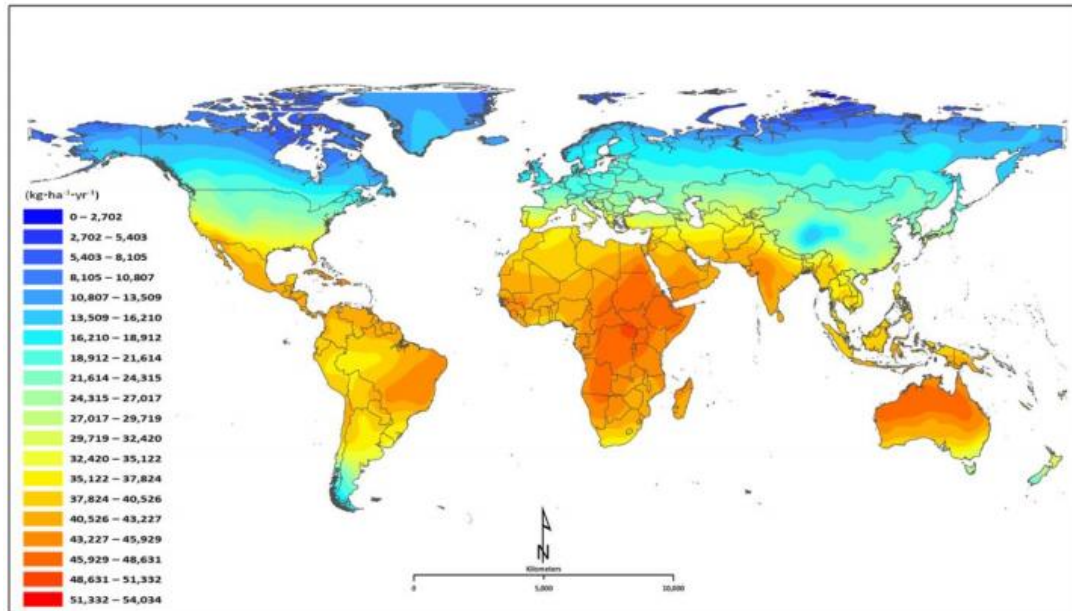 (kg•ha⁻¹•yr⁻¹)
0 – 2,702
2,702 – 5,403
5,403 – 8,105
8,105 – 10,807
10,807 – 13,509
13,509 – 16,210
16,210 – 18,912
18,912 – 21,614
21,614 – 24,315
24,315 – 27,017
27,017 – 29,719
29,719 – 32,420
32,420 – 35,122
35,122 – 37,824
37,824 – 40,526
40,526 – 43,227
43,227 – 45,929
45,929 – 48,631
48,631 – 51,332
51,332 – 54,034
N
Kilometers
0 5,000 10,000